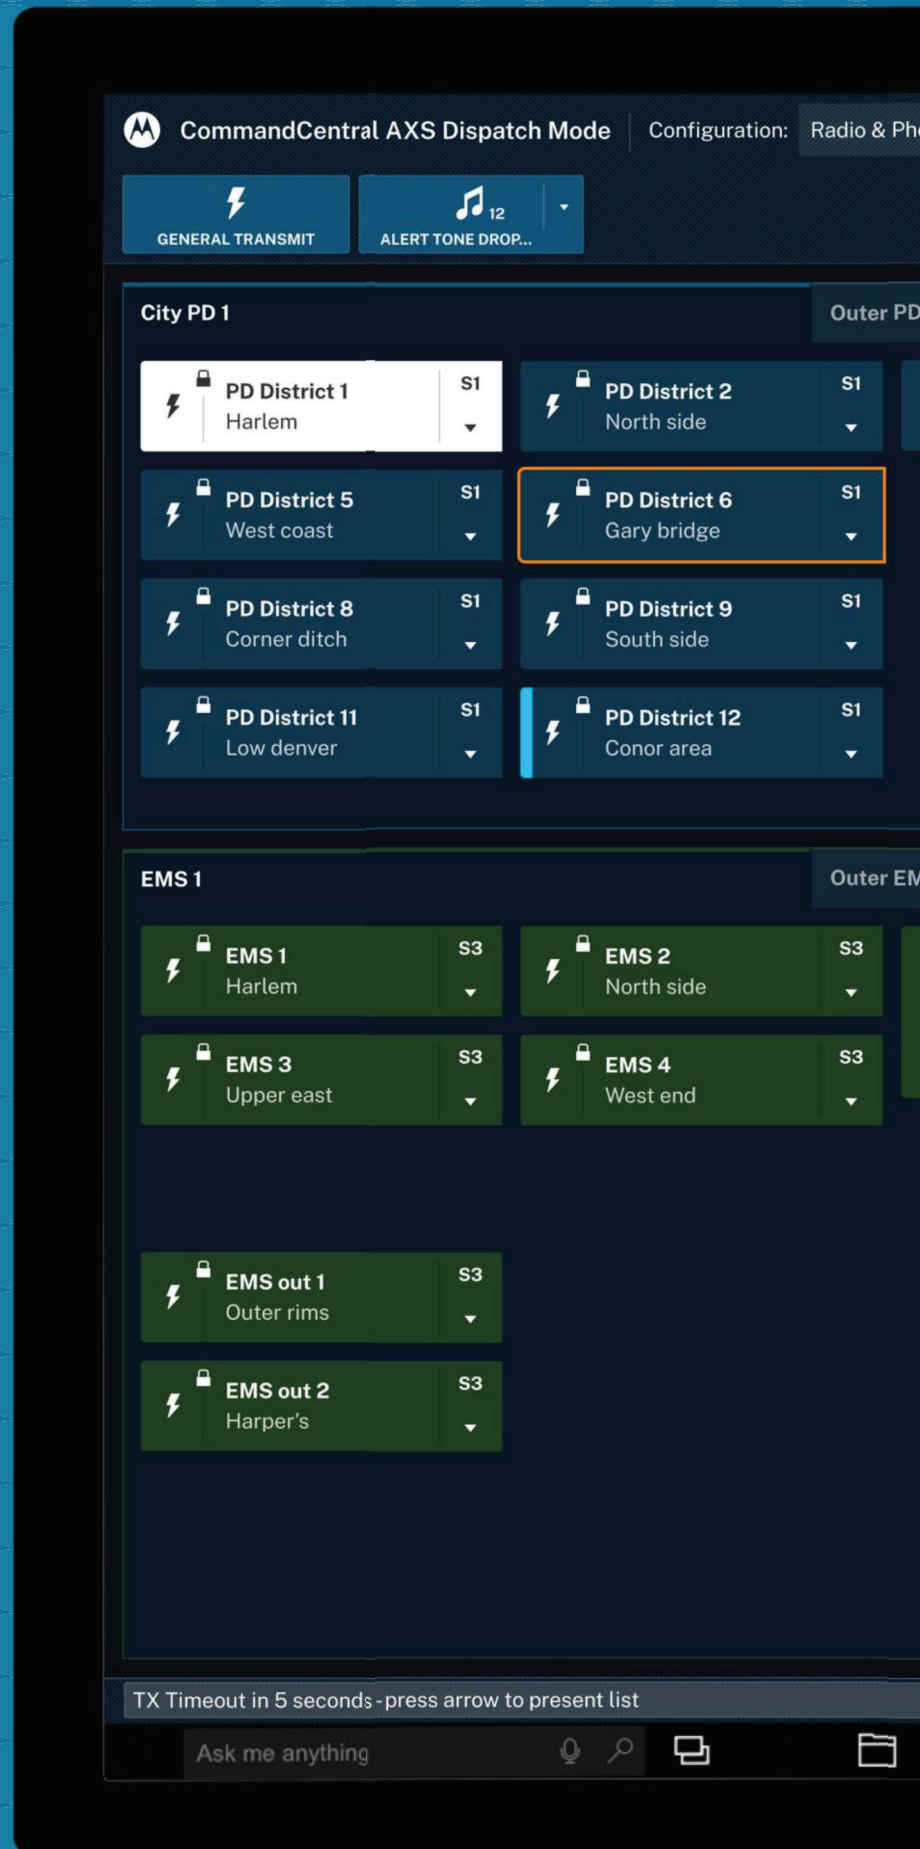 CommandCentral AXS Dispatch Mode Configuration: Radio &
12
GENERAL TRANSMIT ALERT TONE DROP...
City PD 1 Outer PD
PD District 1 S1
Harlem
PD District 2 S1
North side
PD District 5 S1
West coast
PD District 6 S1
Gary bridge
PD District 8 S1
Corner ditch
PD District 9 S1
South side
PD District 11 S1
Low denver
PD District 12 S1
Conor area
EMS 1 Outer
EMS 1 S3
Harlem
EMS 2 S3
North side
EMS 3 S3
Upper east
EMS 4 S3
West end
EMS out 1 S3
Outer rims
EMS out 2 S3
Harper's
TX Timeout in 5 seconds - press arrow to present list
Ask me anything